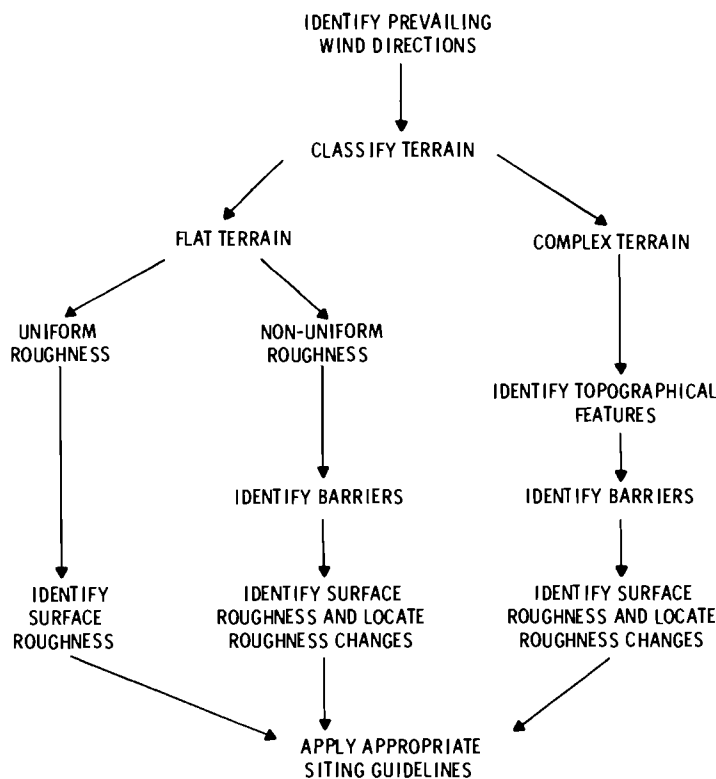 IDENTIFY PREVAILING
WIND DIRECTIONS
CLASSIFY TERRAIN
FLAT TERRAIN
COMPLEX TERRAIN
UNIFORM
ROUGHNESS
NON-UNIFORM
ROUGHNESS
IDENTIFY TOPOGRAPHICAL
FEATURES
IDENTIFY BARRIERS
IDENTIFY BARRIERS
IDENTIFY
SURFACE
ROUGHNESS
IDENTIFY SURFACE
ROUGHNESS AND LOCATE
ROUGHNESS CHANGES
IDENTIFY SURFACE
ROUGHNESS AND LOCATE
ROUGHNESS CHANGES
APPLY APPROPRIATE
SITING GUIDELINES